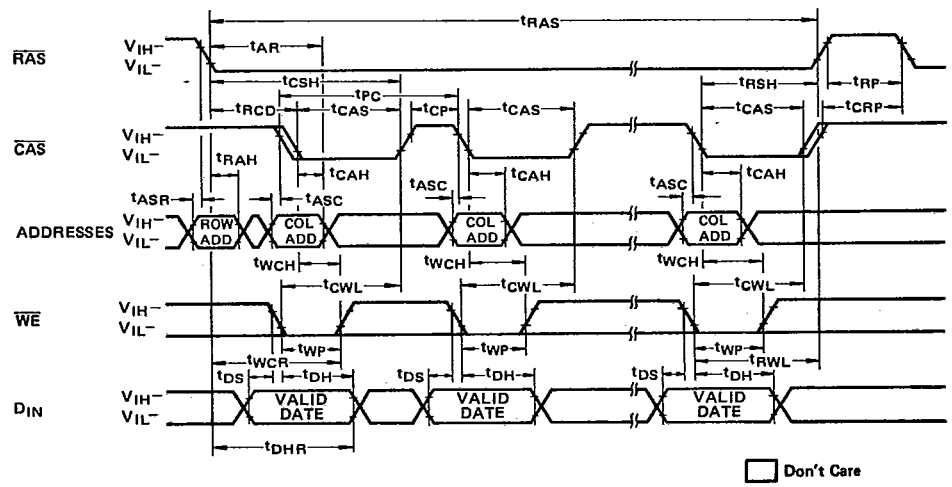 tRAS
VIH–
tAR
RAS
VIL–
tCSH
tRSH
tRP
tPC
tRCD
tCAS
tCP
tCAS
tCAS
tCRP
VIH–
CAS
VIL–
tRAH
tCAH
tCAH
tCAH
tASR
tASC
tASC
tASC
VIH–
ADDRESSES
VIL–
ROW ADD
COL ADD
COL ADD
COL ADD
tWCH
tWCH
tWCH
tCWL
tCWL
tCWL
VIH–
WE
VIL–
tWP
tWP
tWP
tWCR
tRWL
tDS
tDH
tDS
tDH
tDS
tDH
VIH–
DIN
VIL–
VALID DATE
VALID DATE
VALID DATE
tDHR
Don't Care